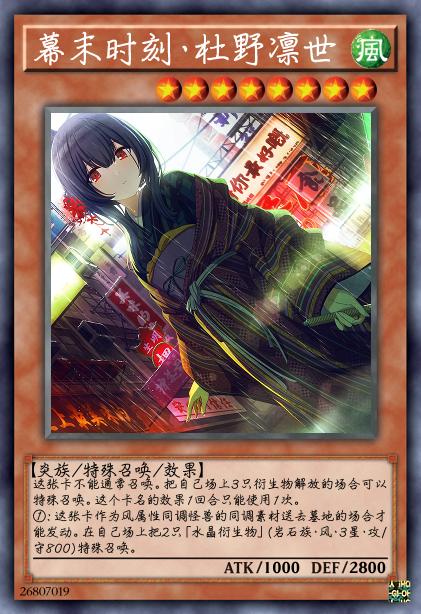 幕末时刻·杜野凛世
風
你最好喝
【炎族/特殊召唤/效果】
这张卡不能通常召唤。把自己场上3只衍生物解放的场合可以
特殊召唤。这个卡名的效果1回合只能使用1次。
①:这张卡作为风属性同调怪兽的同调素材送去墓地的场合才
能发动。在自己场上把2只「水晶衍生物」(岩石族·风·3星·攻/
守800)特殊召唤。
ATK/1000 DEF/2800
26807019